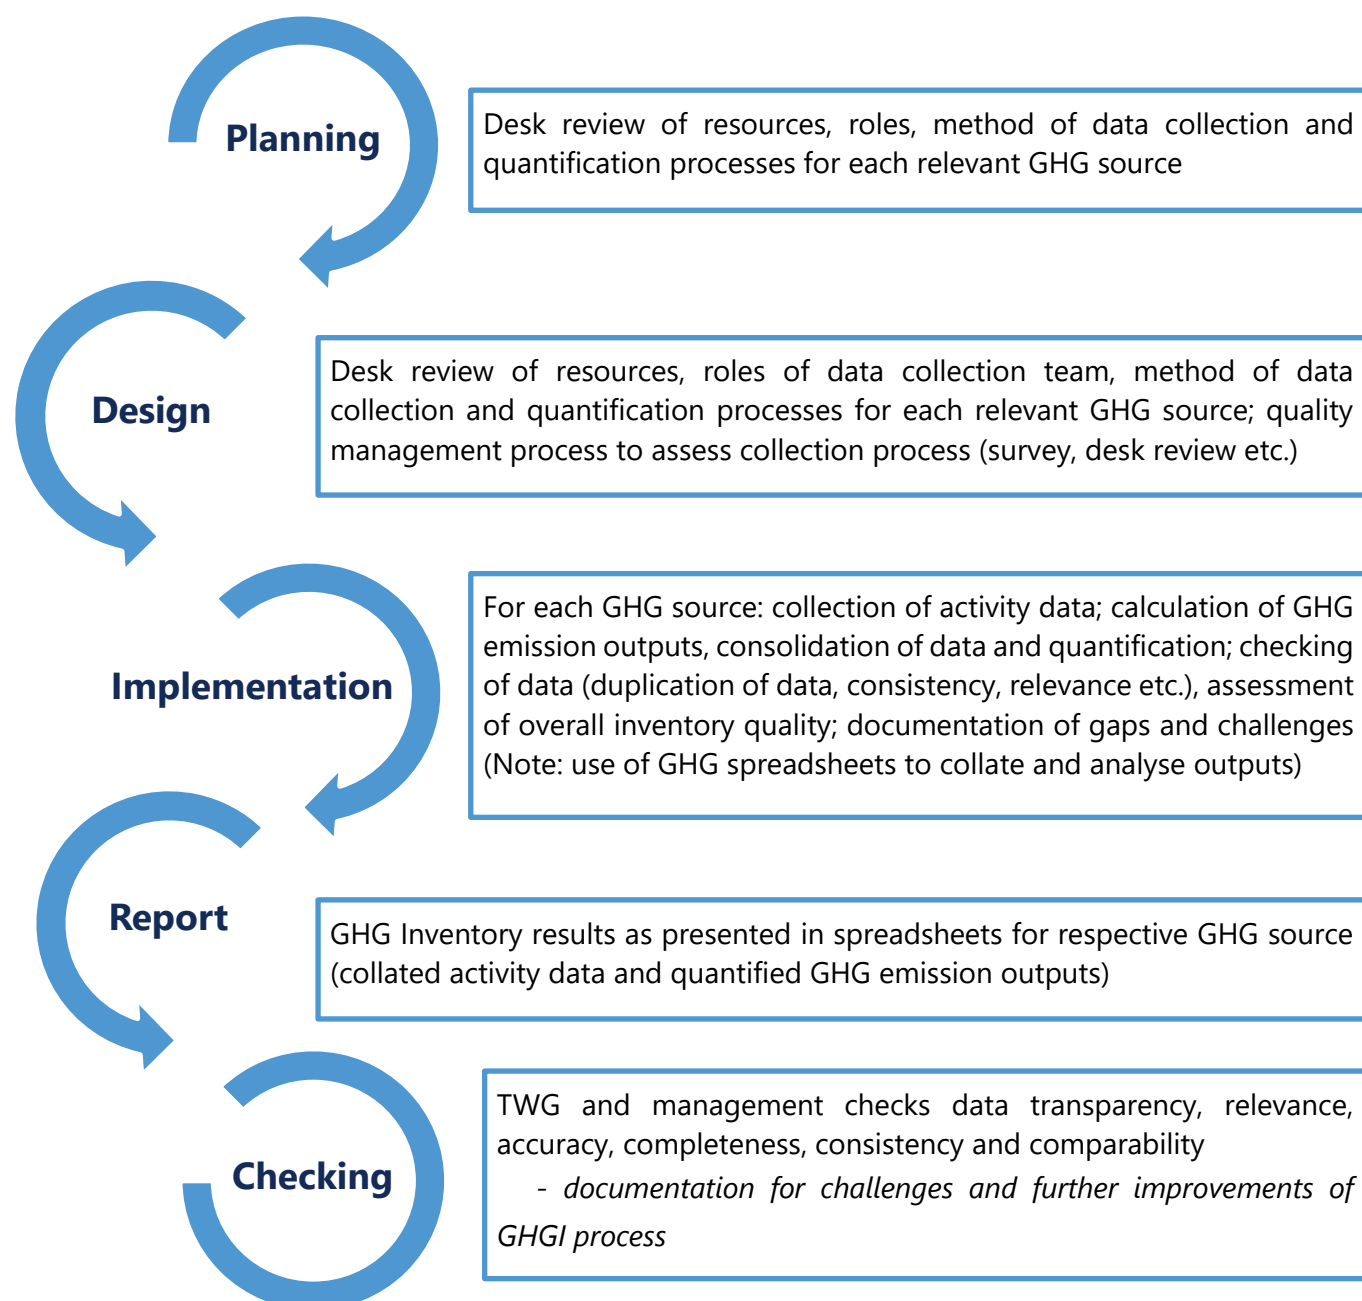 Planning
Desk review of resources, roles, method of data collection and
quantification processes for each relevant GHG source
Design
Desk review of resources, roles of data collection team, method of data
collection and quantification processes for each relevant GHG source; quality
management process to assess collection process (survey, desk review etc.)
Implementation
For each GHG source: collection of activity data; calculation of GHG
emission outputs, consolidation of data and quantification; checking
of data (duplication of data, consistency, relevance etc.), assessment
of overall inventory quality; documentation of gaps and challenges
(Note: use of GHG spreadsheets to collate and analyse outputs)
Report
GHG Inventory results as presented in spreadsheets for respective GHG source
(collated activity data and quantified GHG emission outputs)
Checking
TWG and management checks data transparency, relevance,
accuracy, completeness, consistency and comparability
- documentation for challenges and further improvements of
GHGI process